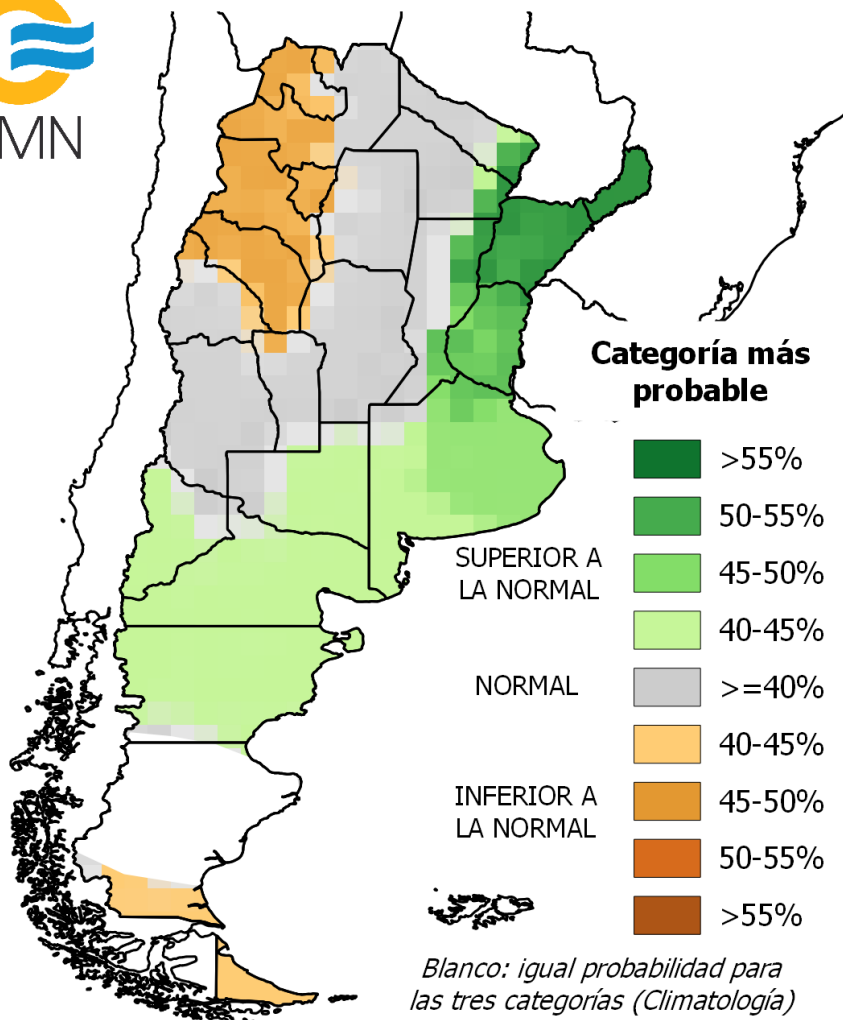 MN
Categoría más
probable
>55%
50-55%
SUPERIOR A
LA NORMAL
45-50%
40-45%
NORMAL
>=40%
40-45%
INFERIOR A
LA NORMAL
45-50%
50-55%
>55%
Blanco: igual probabilidad para
las tres categorías (Climatología)